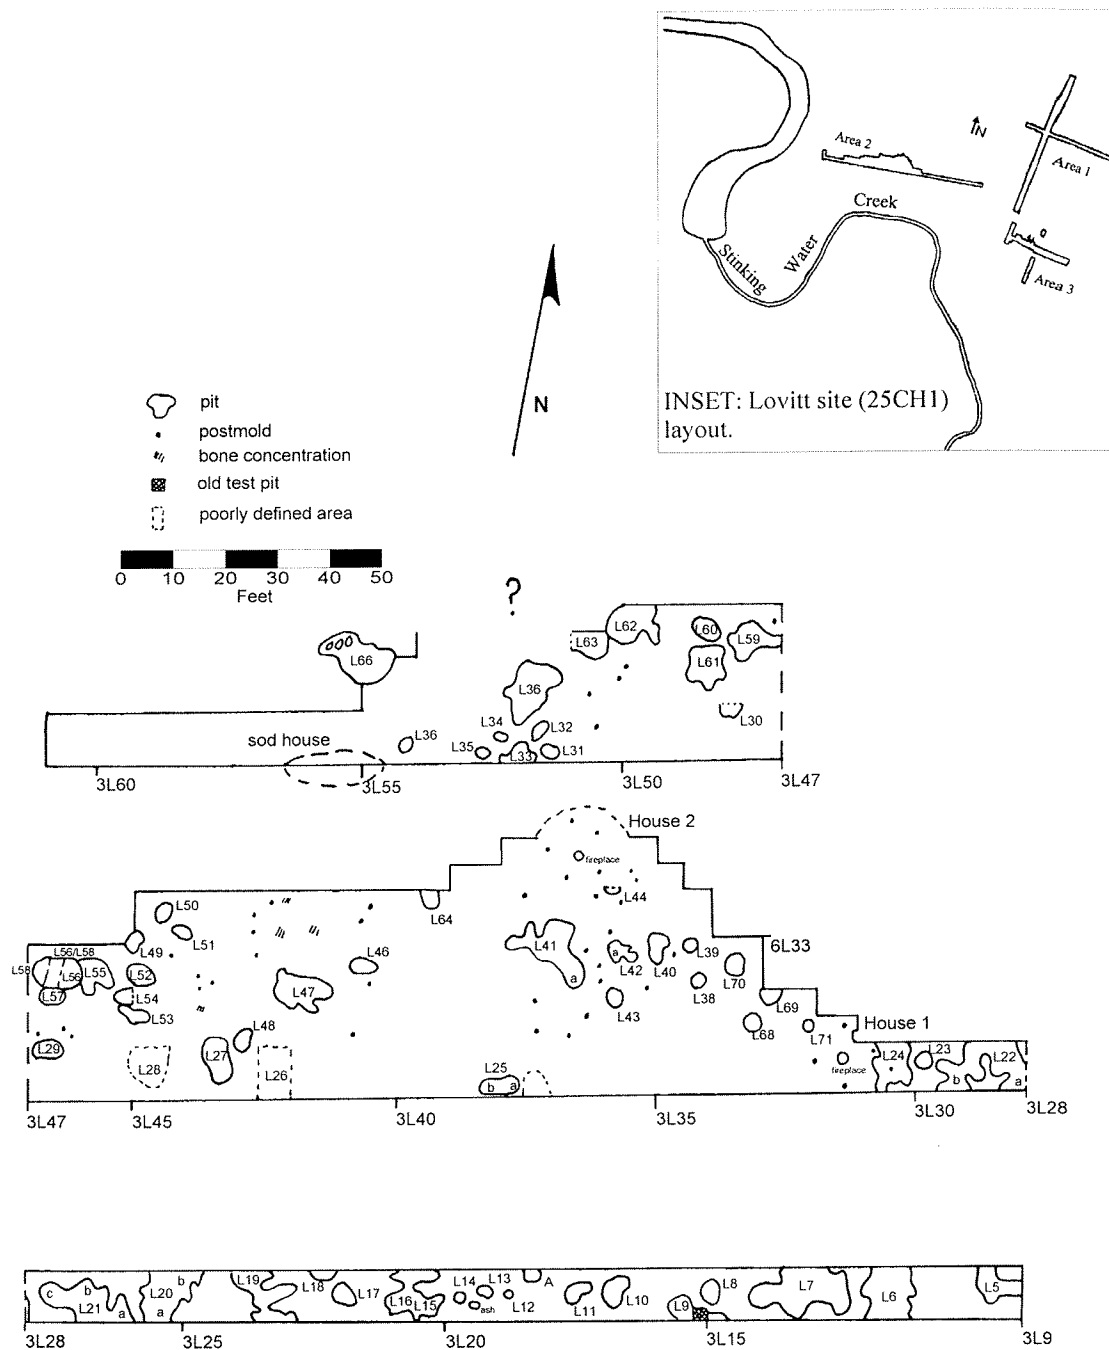 N
Area 2
Area 1
Creek
Water
Stinking
Area 3
INSET: Lovitt site (25CH1)
layout.
N
pit
postmold
bone concentration
old test pit
poorly defined area
0 10 20 30 40 50
Feet
?
L62
L60
L59
L63
L66
L61
L36
L30
L34
L32
L36
sod house
L35
L33
L31
3L60
3L55
3L50
3L47
House 2
fireplace
L44
L50
L64
L51
L49
L56/L58
L46
L41
6L33
L39
L58
L56
L55
L52
a
L42
L40
L70
a
L57
L54
L47
L38
L69
L53
L43
L68
L71
House 1
L48
L29
L28
L27
L26
L25
b a
fireplace
L24
L23
L22
b
a
3L47
3L45
3L40
3L35
3L30
3L28
c
b
L21
a
b
L20
a
L19
L18
L17
L16
L15
L14
L13
ash
L12
A
L11
L10
L9
L8
L7
L6
L5
3L28
3L25
3L20
3L15
3L9